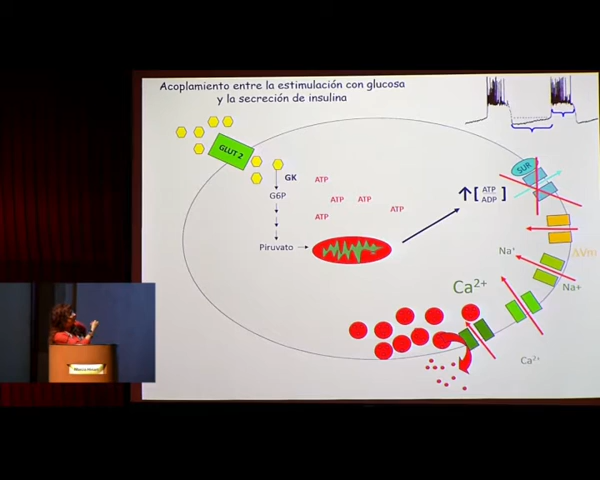 Acoplamiento entre la estimulación con glucosa
y la secreción de insulina
GLUT 2
GK
G6P
ATP
ATP
ATP
ATP
ATP
Piruvato
↑[ATP
ADP]
SUR
ΔVm
Na⁺
Na+
Ca²⁺
Ca²⁺